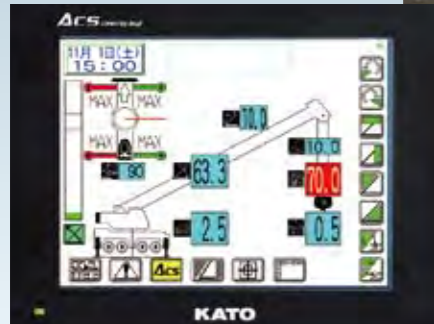 ACS
11月 1日(土)
15:00
MAX MAX
MAX MAX
10.0
90
63.3
10.0
70.0
2.5
0.5
Acs
KATO